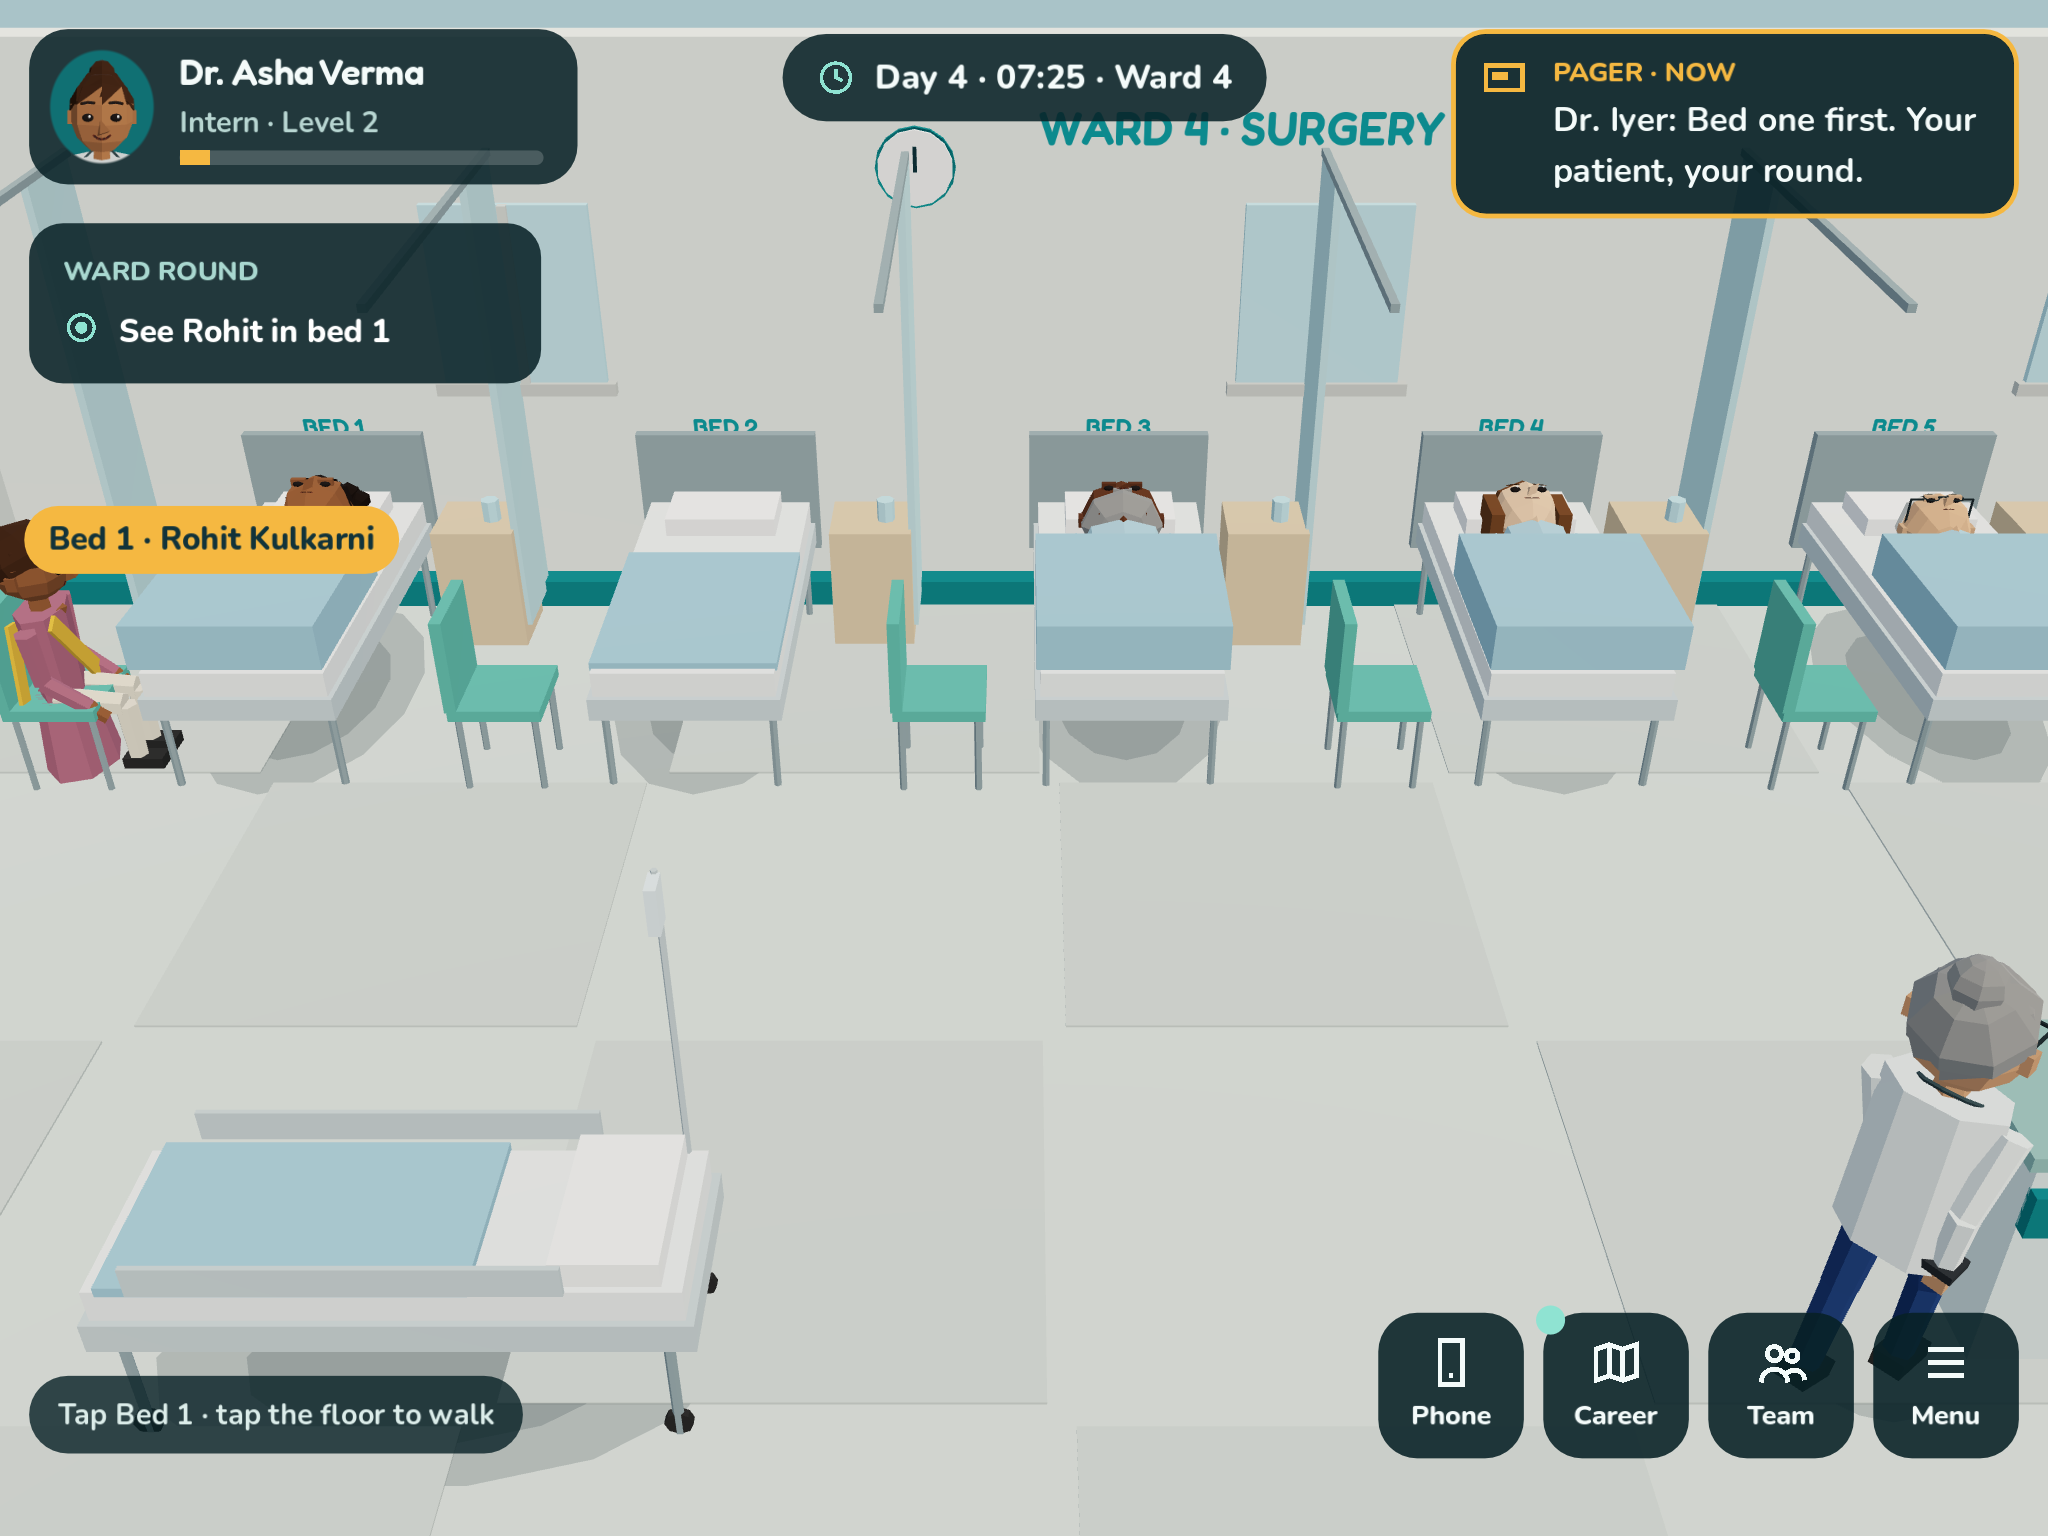 Dr. Asha Verma
Intern · Level 2
Day 4 · 07:25 · Ward 4
WARD 4 · SURGERY
PAGER · NOW
Dr. Iyer: Bed one first. Your
patient, your round.
WARD ROUND
See Rohit in bed 1
BED 1
BED 2
BED 3
BED 4
BED 5
Bed 1 · Rohit Kulkarni
Tap Bed 1 · tap the floor to walk
Phone
Career
Team
Menu